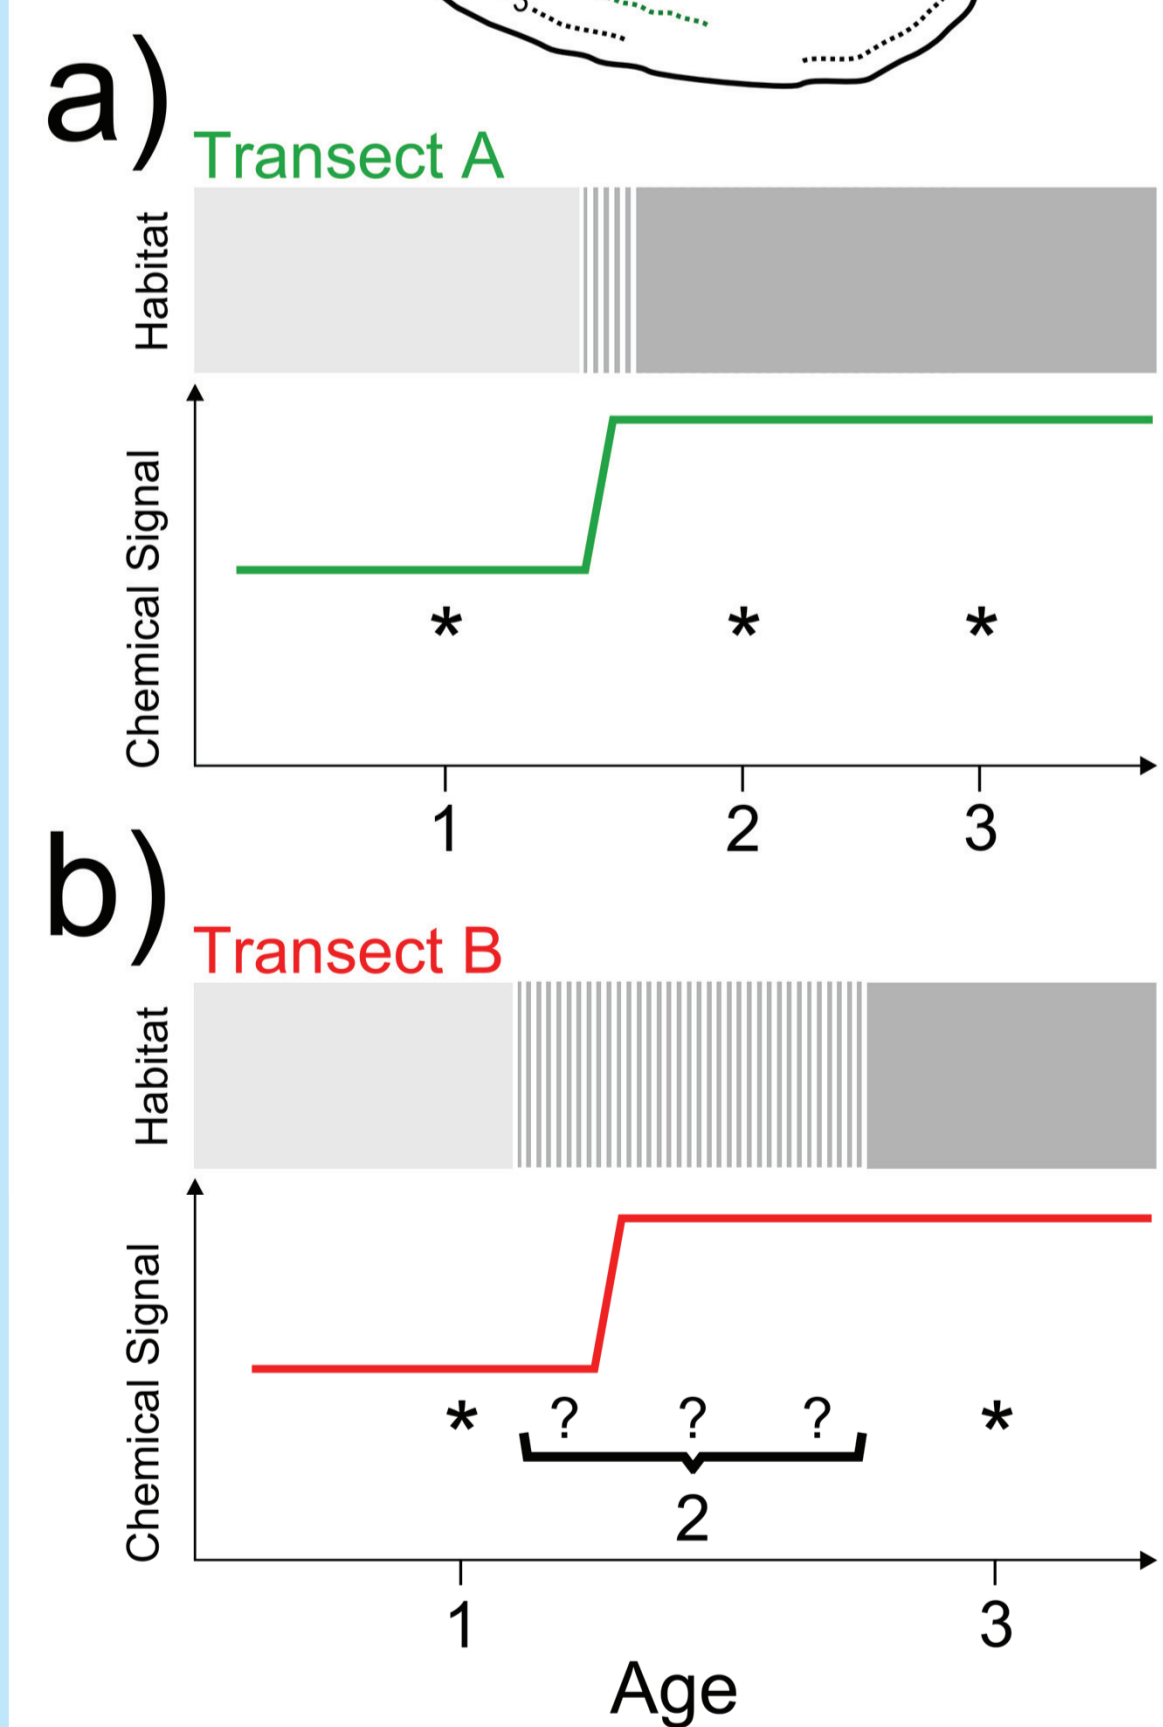 a)
Transect A
Habitat
Chemical Signal
* * *
1 2 3
b)
Transect B
Habitat
Chemical Signal
* ? ? ? *
2
1 3
Age